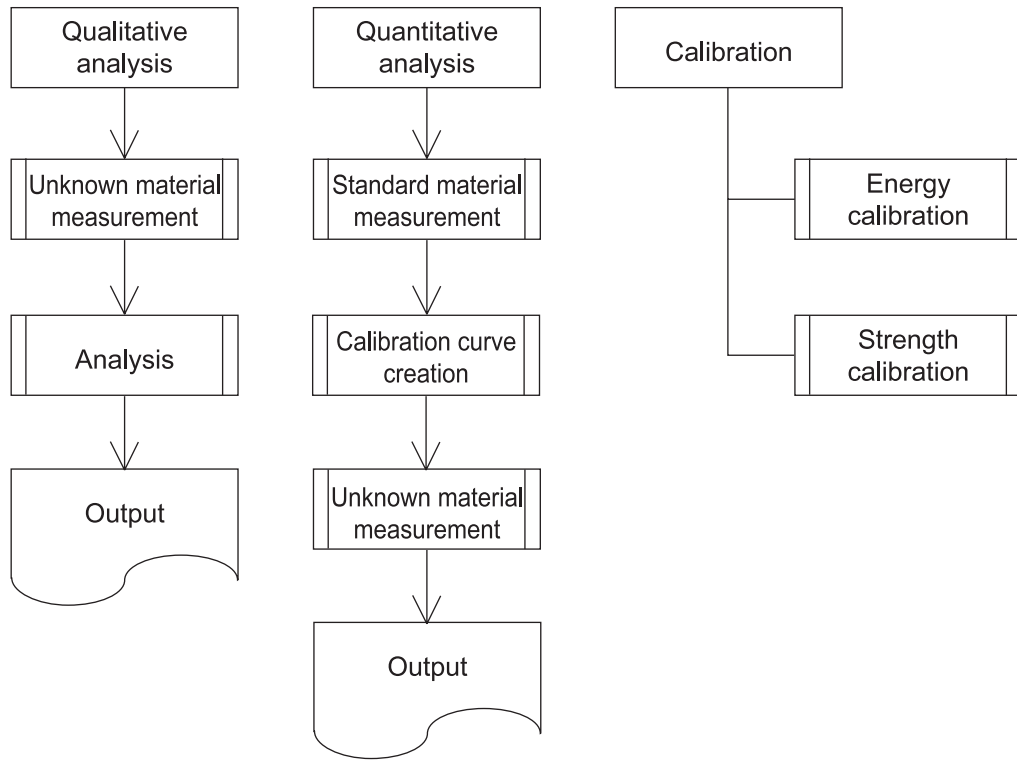 Qualitative
analysis
Unknown material
measurement
Analysis
Output
Quantitative
analysis
Standard material
measurement
Calibration curve
creation
Unknown material
measurement
Output
Calibration
Energy
calibration
Strength
calibration